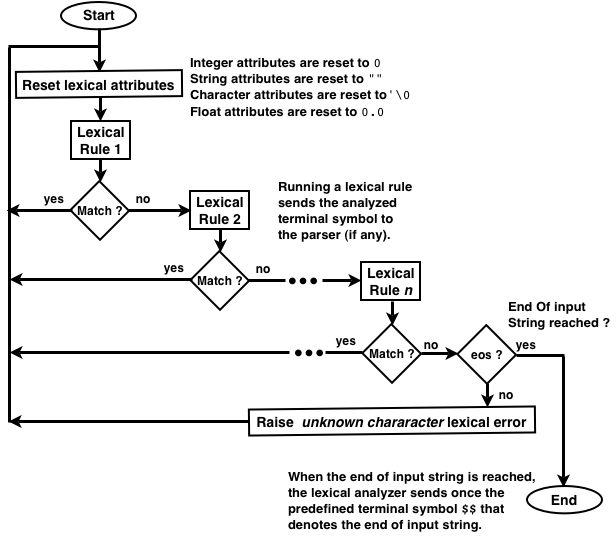 Start
Reset lexical attributes
Integer attributes are reset to 0
String attributes are reset to ""
Character attributes are reset to '\0
Float attributes are reset to 0.0
Lexical
Rule 1
yes
Match ?
no
Lexical
Rule 2
Running a lexical rule
sends the analyzed
terminal symbol to
the parser (if any).
yes
Match ?
no
Lexical
Rule n
yes
Match ?
no
eos ?
yes
End Of input
String reached ?
no
Raise unknown chararacter lexical error
When the end of input string is reached,
the lexical analyzer sends once the
predefined terminal symbol $$ that
denotes the end of input string.
End